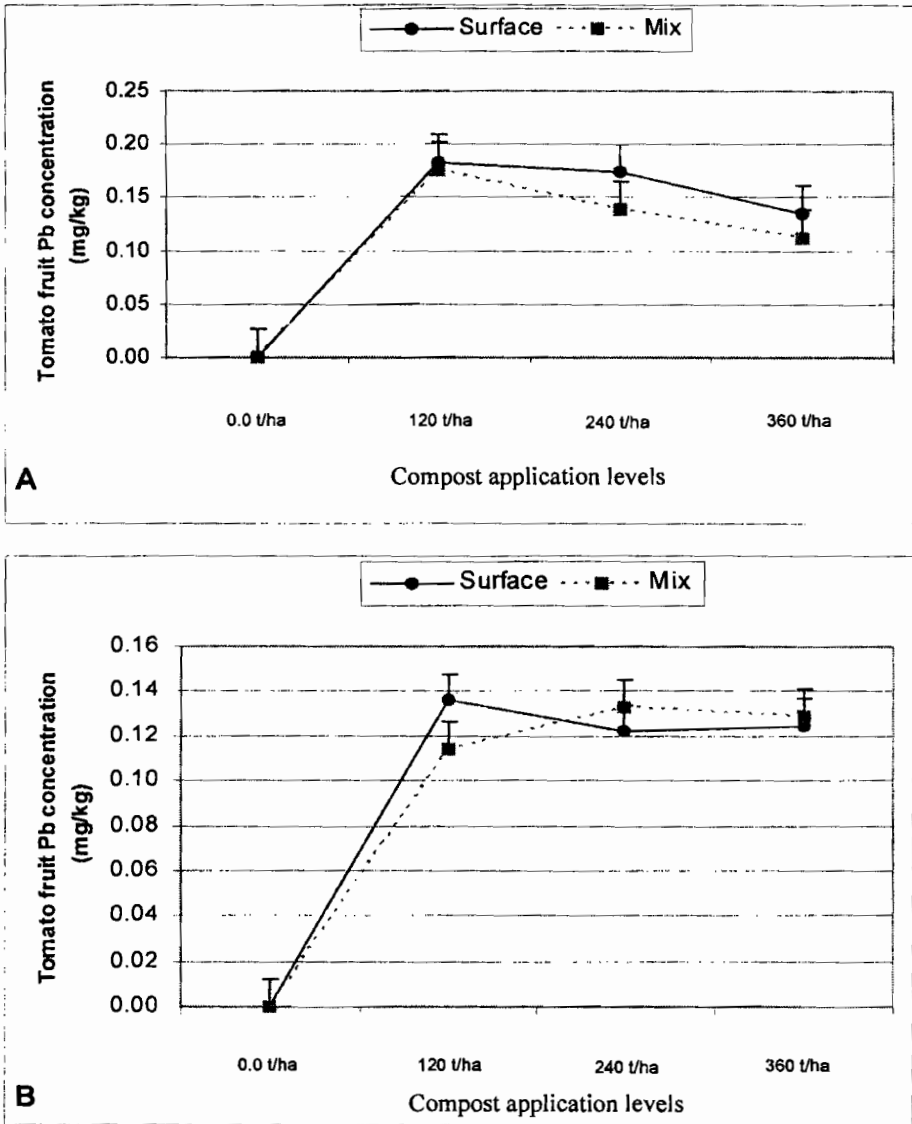 Surface Mix
Tomato fruit Pb concentration
(mg/kg)
0.25
0.20
0.15
0.10
0.05
0.00
0.0 t/ha 120 t/ha 240 t/ha 360 t/ha
A
Compost application levels
Surface Mix
Tomato fruit Pb concentration
(mg/kg)
0.16
0.14
0.12
0.10
0.08
0.06
0.04
0.02
0.00
0.0 t/ha 120 t/ha 240 t/ha 360 t/ha
B
Compost application levels